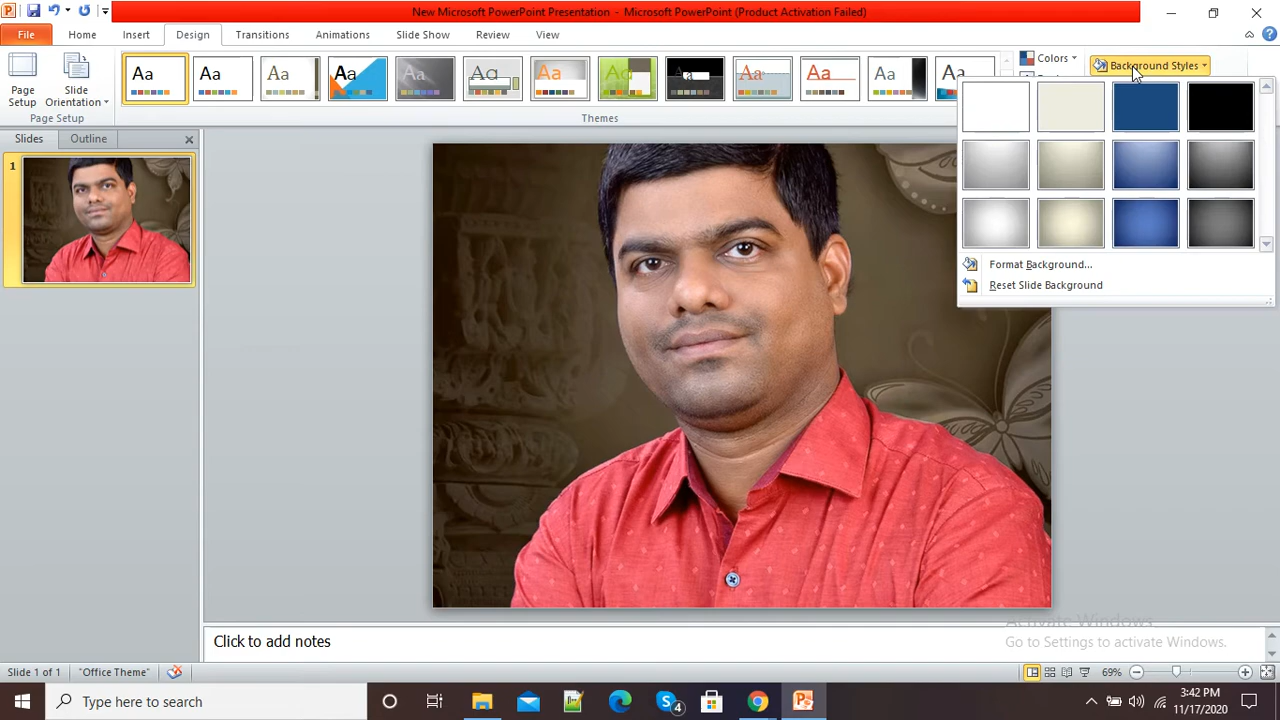 New Microsoft PowerPoint Presentation - Microsoft PowerPoint (Product Activation Failed)
File Home Insert Design Transitions Animations Slide Show Review View
Aa Aa Aa Aa Aa Aa Aa Aa Aa Aa Aa Aa Aa
Colors
Background Styles
Page Setup
Slide Orientation
Page Setup
Themes
Slides Outline
1
Format Background...
Reset Slide Background
Click to add notes
Activate Windows
Go to Settings to activate Windows.
Slide 1 of 1 "Office Theme" 69%
Type here to search
4
3:42 PM
11/17/2020